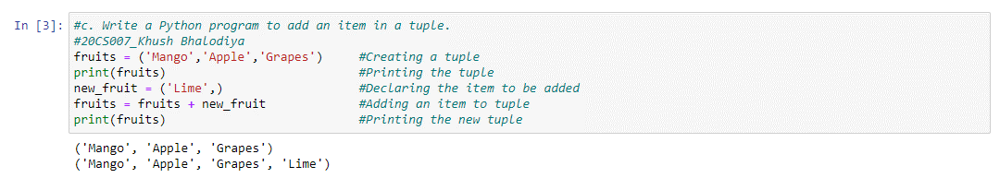 In [3]: #c. Write a Python program to add an item in a tuple.
#20CS007_Khush Bhalodiya
fruits = ('Mango','Apple','Grapes')     #Creating a tuple
print(fruits)                           #Printing the tuple
new_fruit = ('Lime',)                   #Declaring the item to be added
fruits = fruits + new_fruit             #Adding an item to tuple
print(fruits)                           #Printing the new tuple
('Mango', 'Apple', 'Grapes')
('Mango', 'Apple', 'Grapes', 'Lime')